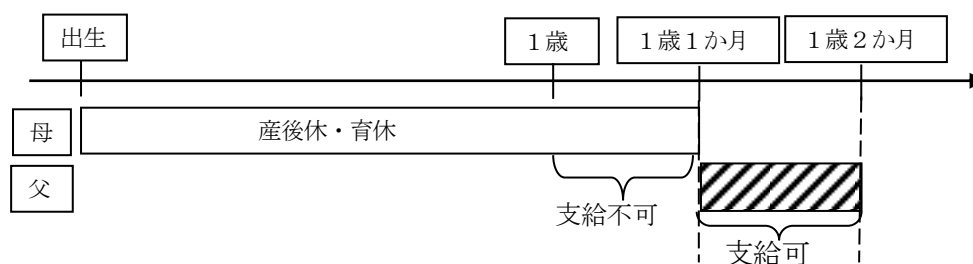 出生
１歳
１歳１か月
１歳２か月
母
産後休・育休
父
支給不可
支給可